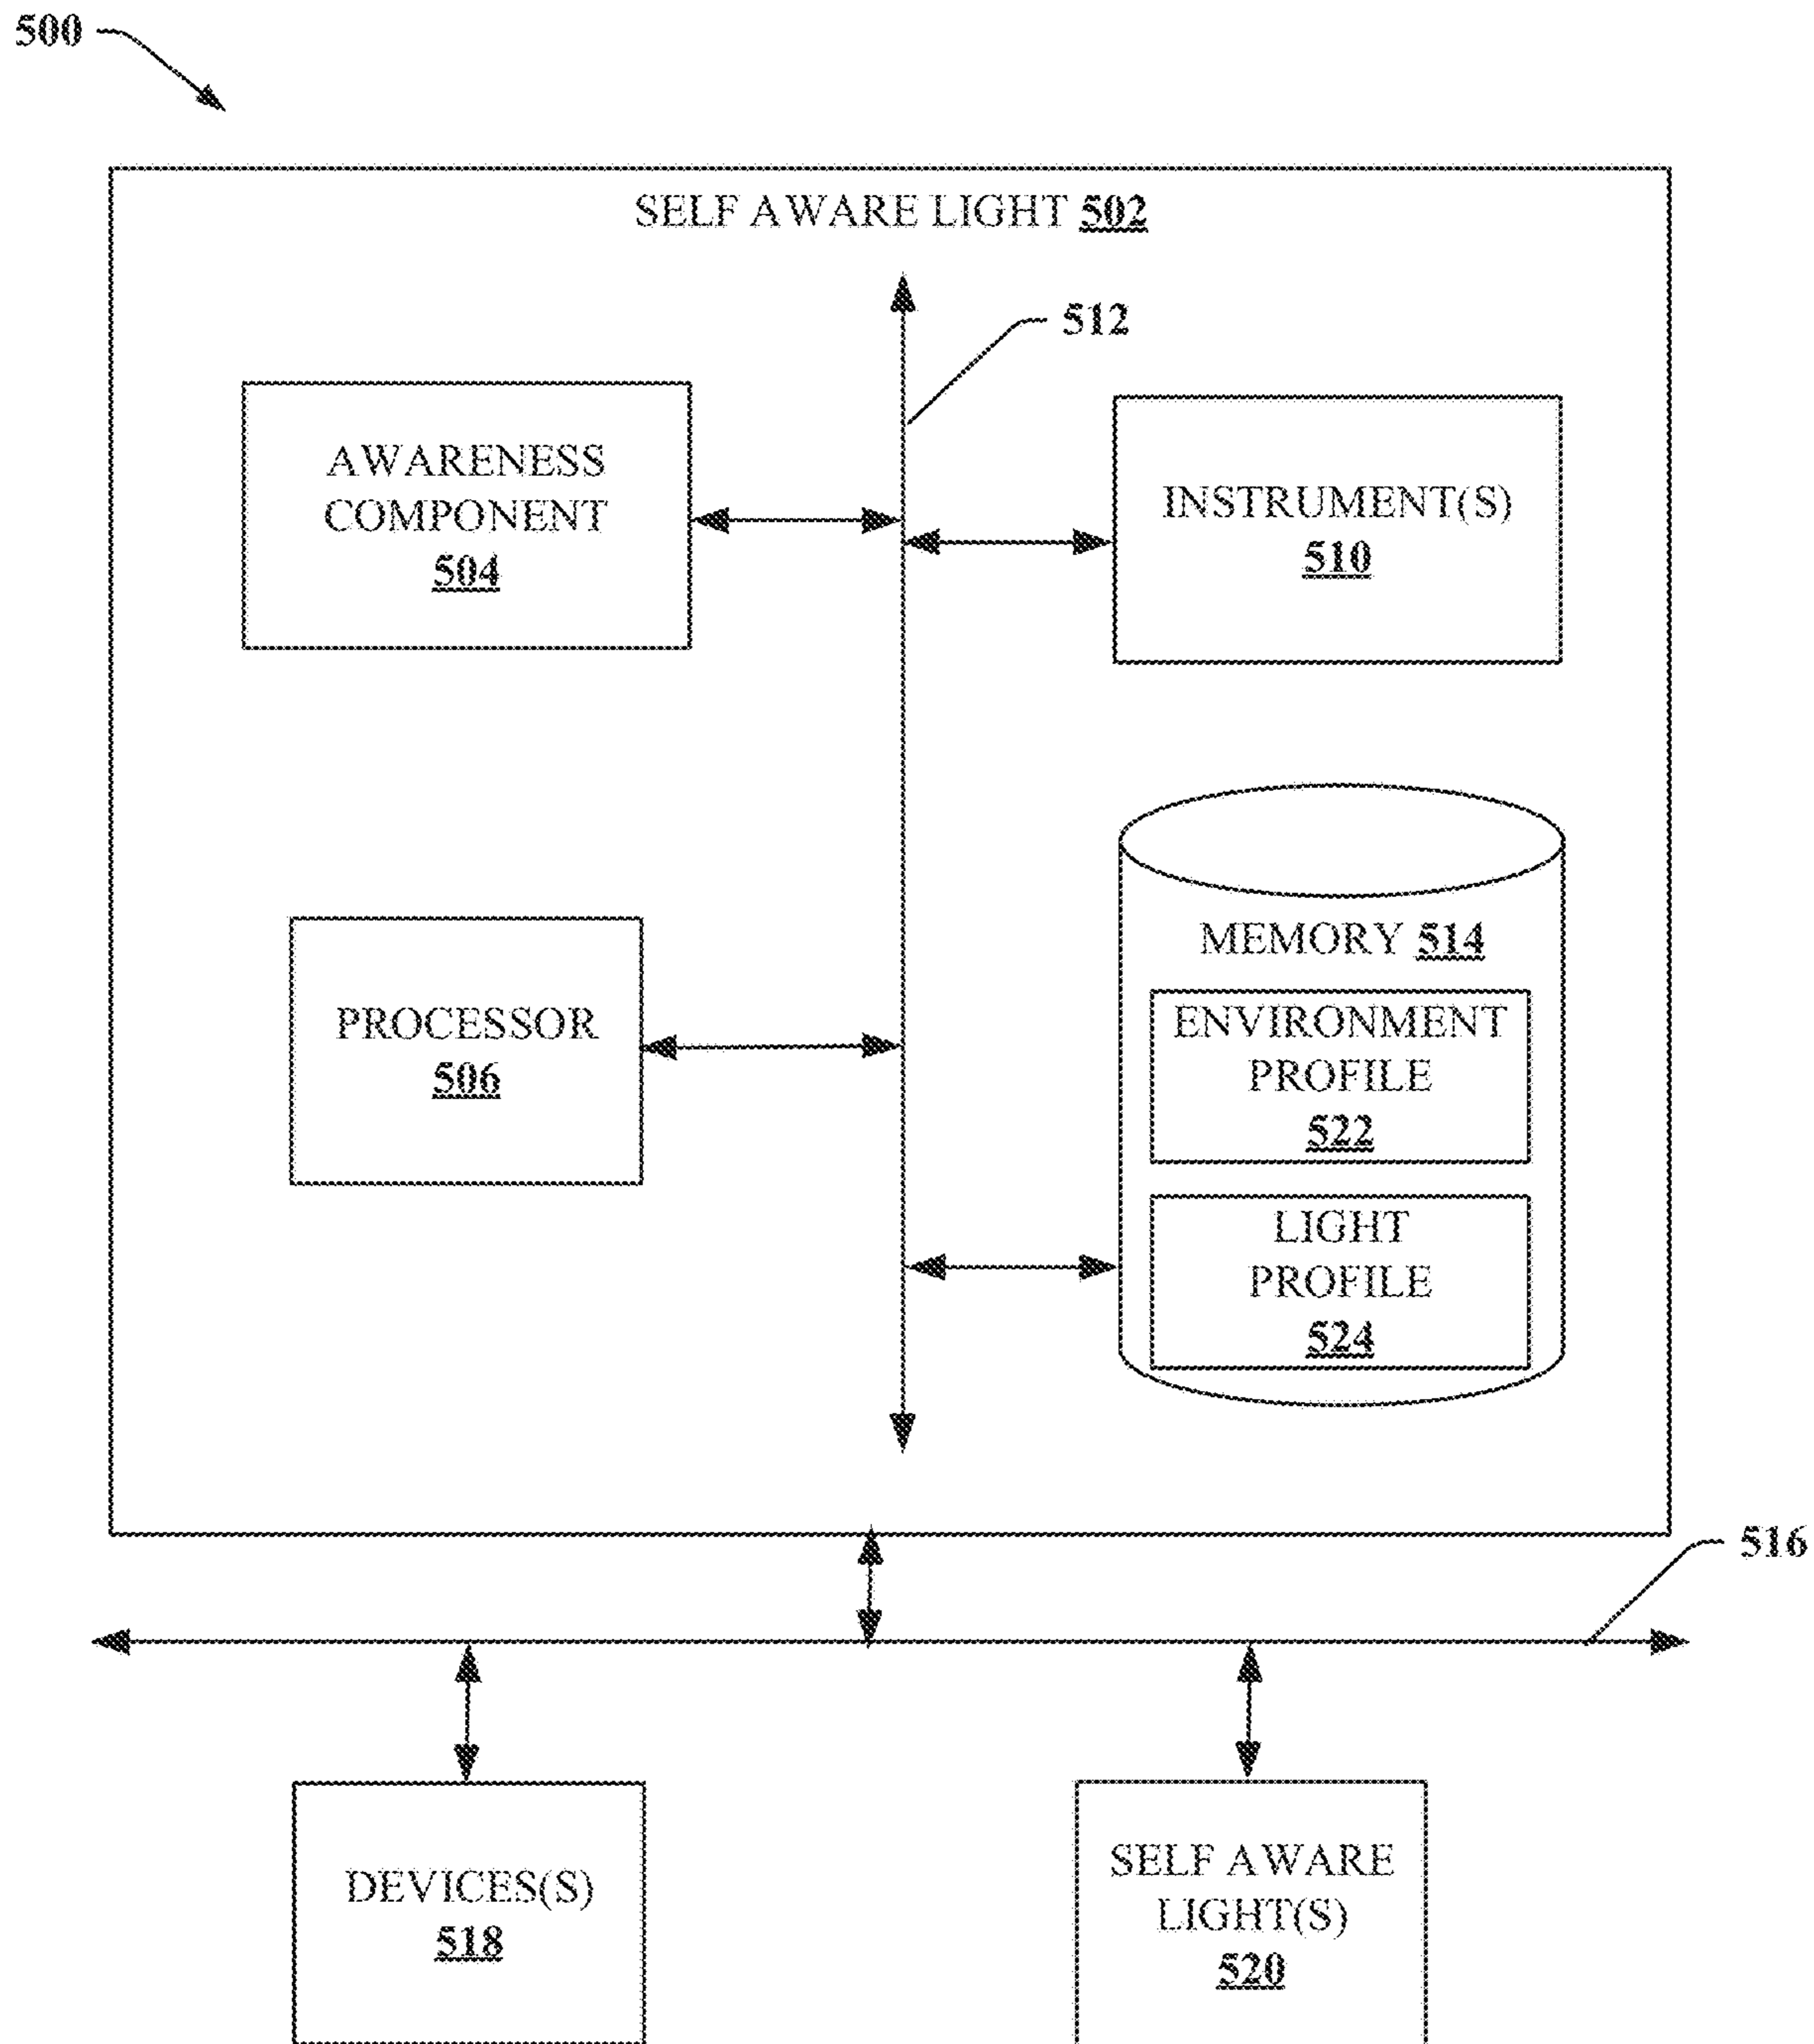 500
SELF AWARE LIGHT 502
512
AWARENESS
COMPONENT
504
INSTRUMENT(S)
510
PROCESSOR
506
MEMORY 514
ENVIRONMENT
PROFILE
522
LIGHT
PROFILE
524
516
DEVICES(S)
518
SELF AWARE
LIGHT(S)
520